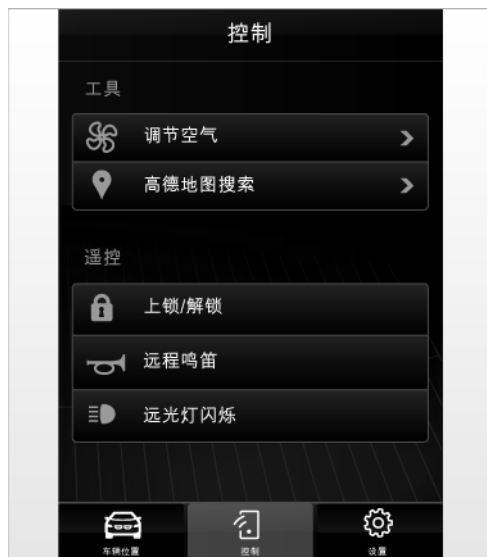 控制
工具
调节空气
高德地图搜索
遥控
上锁/解锁
远程鸣笛
远光灯闪烁
车辆位置
控制
设置